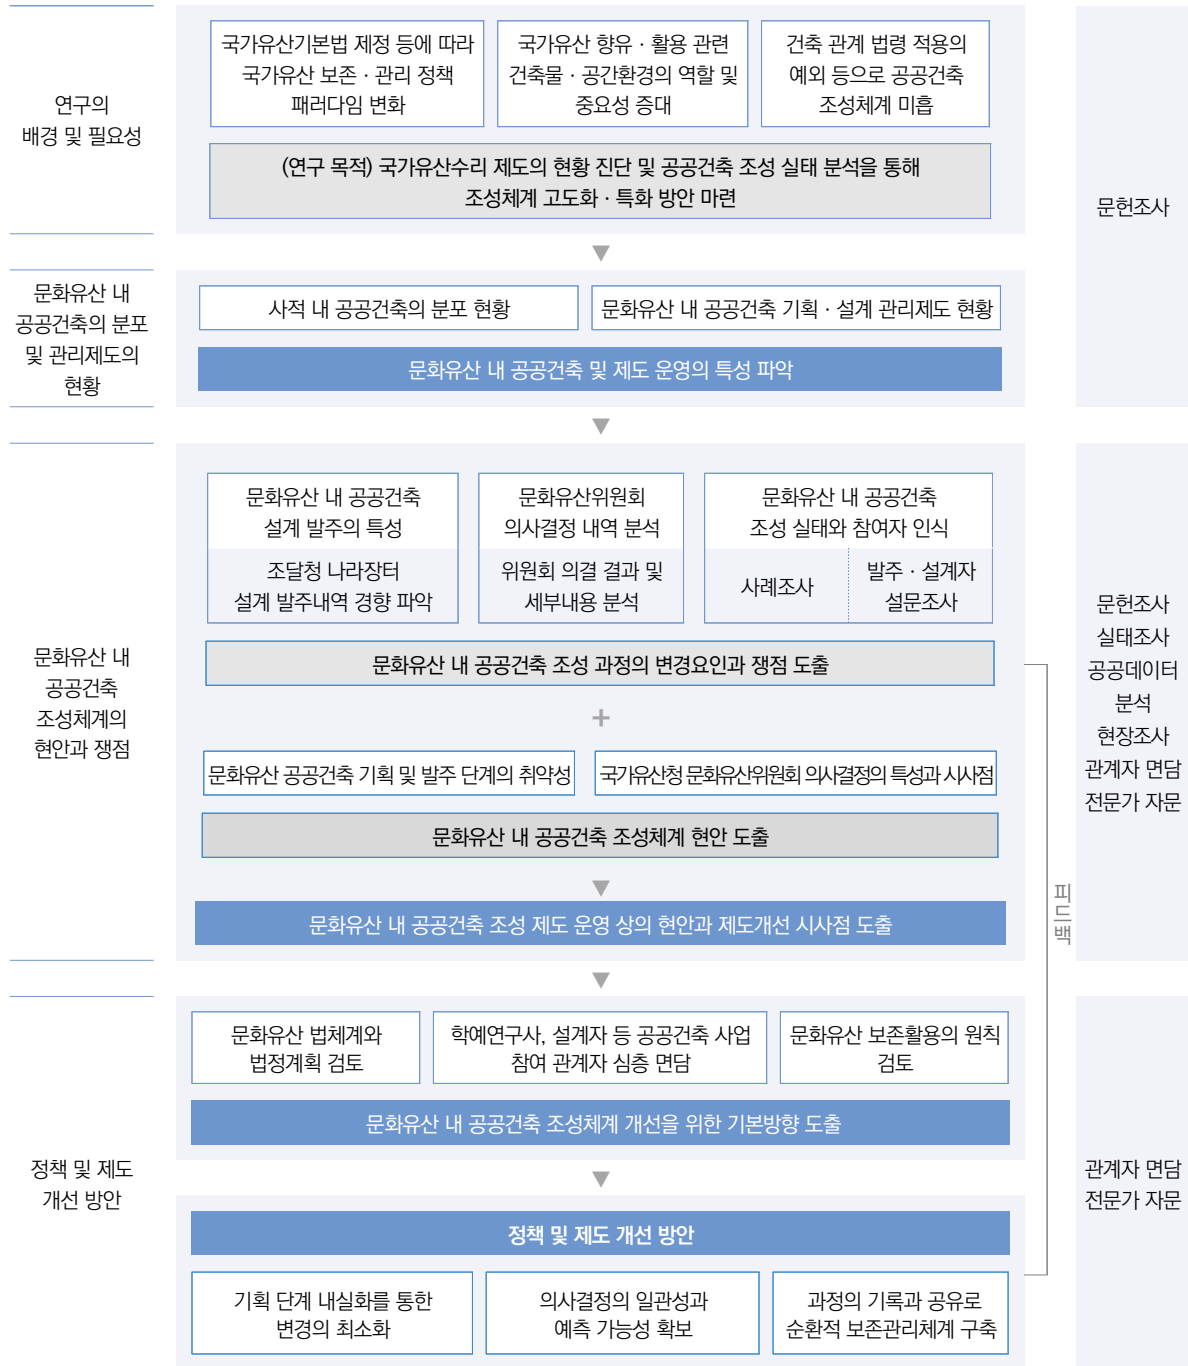 연구의
배경 및 필요성
국가유산기본법 제정 등에 따라
국가유산 보존 · 관리 정책
패러다임 변화
국가유산 향유 · 활용 관련
건축물 · 공간환경의 역할 및
중요성 증대
건축 관계 법령 적용의
예외 등으로 공공건축
조성체계 미흡
(연구 목적) 국가유산수리 제도의 현황 진단 및 공공건축 조성 실태 분석을 통해
조성체계 고도화 · 특화 방안 마련
문헌조사
▼
문화유산 내
공공건축의 분포
및 관리제도의
현황
사적 내 공공건축의 분포 현황
문화유산 내 공공건축 기획 · 설계 관리제도 현황
문화유산 내 공공건축 및 제도 운영의 특성 파악
▼
문화유산 내
공공건축
조성체계의
현안과 쟁점
문화유산 내 공공건축
설계 발주의 특성
조달청 나라장터
설계 발주내역 경향 파악
문화유산위원회
의사결정 내역 분석
위원회 의결 결과 및
세부내용 분석
문화유산 내 공공건축
조성 실태와 참여자 인식
사례조사
발주 · 설계자
설문조사
문화유산 내 공공건축 조성 과정의 변경요인과 쟁점 도출
+
문화유산 공공건축 기획 및 발주 단계의 취약성
국가유산청 문화유산위원회 의사결정의 특성과 시사점
문화유산 내 공공건축 조성체계 현안 도출
▼
문화유산 내 공공건축 조성 제도 운영 상의 현안과 제도개선 시사점 도출
문헌조사
실태조사
공공데이터
분석
현장조사
관계자 면담
전문가 자문
피드백
▼
정책 및 제도
개선 방안
문화유산 법체계와
법정계획 검토
학예연구사, 설계자 등 공공건축 사업
참여 관계자 심층 면담
문화유산 보존활용의 원칙
검토
문화유산 내 공공건축 조성체계 개선을 위한 기본방향 도출
▼
정책 및 제도 개선 방안
기획 단계 내실화를 통한
변경의 최소화
의사결정의 일관성과
예측 가능성 확보
과정의 기록과 공유로
순환적 보존관리체계 구축
관계자 면담
전문가 자문